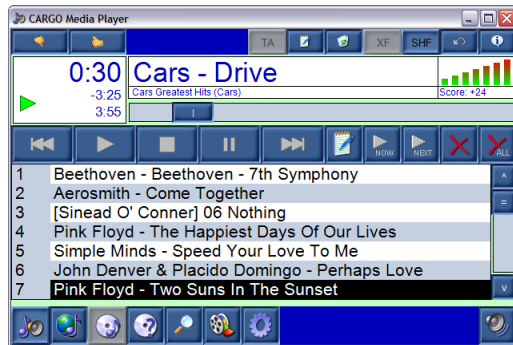 CARGO Media Player
TA XF SHF
0:30 Cars - Drive
-3:25 Cars Greatest Hits (Cars) Score: +24
3:55
NOW NEXT ALL
1 Beethoven - Beethoven - 7th Symphony
2 Aerosmith - Come Together
3 [Sinead O' Conner] 06 Nothing
4 Pink Floyd - The Happiest Days Of Our Lives
5 Simple Minds - Speed Your Love To Me
6 John Denver & Placido Domingo - Perhaps Love
7 Pink Floyd - Two Suns In The Sunset